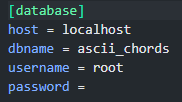 [database]
host = localhost
dbname = ascii_chords
username = root
password =